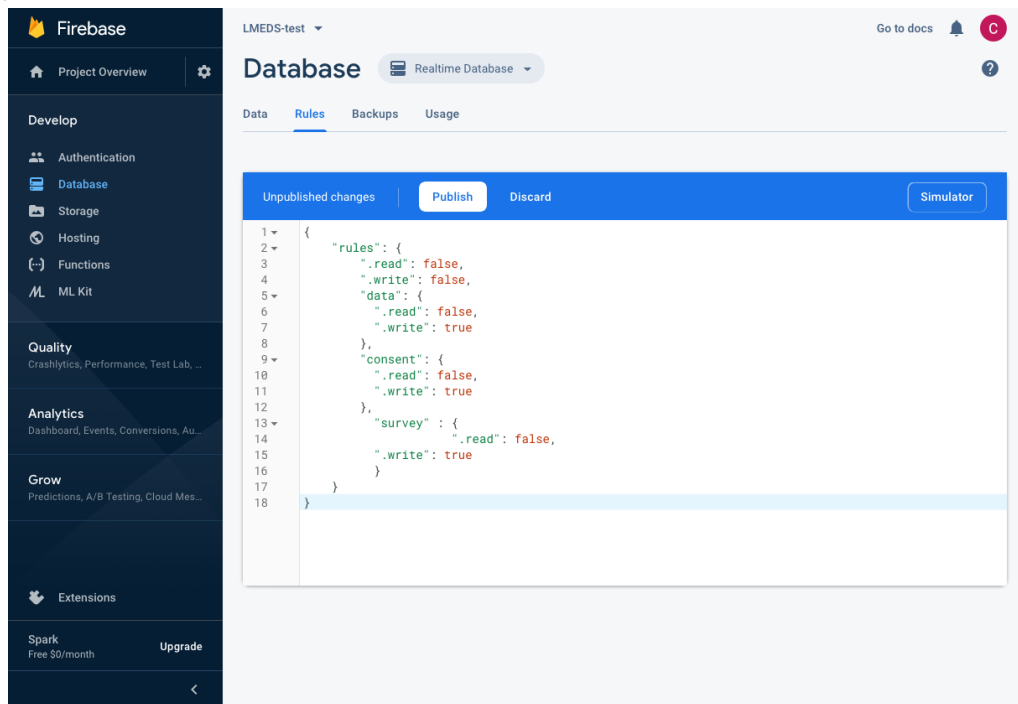 Firebase
Project Overview
Develop
Authentication
Database
Storage
Hosting
Functions
ML Kit
Quality
Crashlytics, Performance, Test Lab, ...
Analytics
Dashboard, Events, Conversions, Au...
Grow
Predictions, A/B Testing, Cloud Mes...
Extensions
Spark
Free $0/month
Upgrade
LMEDS-test
Go to docs
C
Database
Realtime Database
?
Data Rules Backups Usage
Unpublished changes Publish Discard Simulator
1 {
2 "rules": {
3 ".read": false,
4 ".write": false,
5 "data": {
6 ".read": false,
7 ".write": true
8 },
9 "consent": {
10 ".read": false,
11 ".write": true
12 },
13 "survey" : {
14 ".read": false,
15 ".write": true
16 }
17 }
18 }